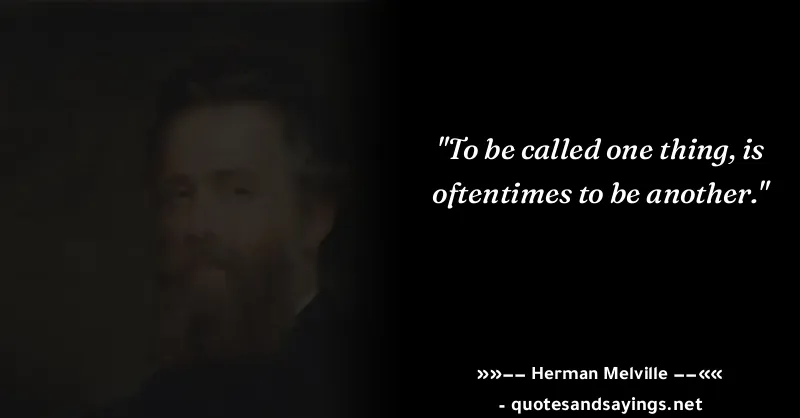 "To be called one thing, is
oftentimes to be another."
»»–– Herman Melville ––««
- quotesandsayings.net